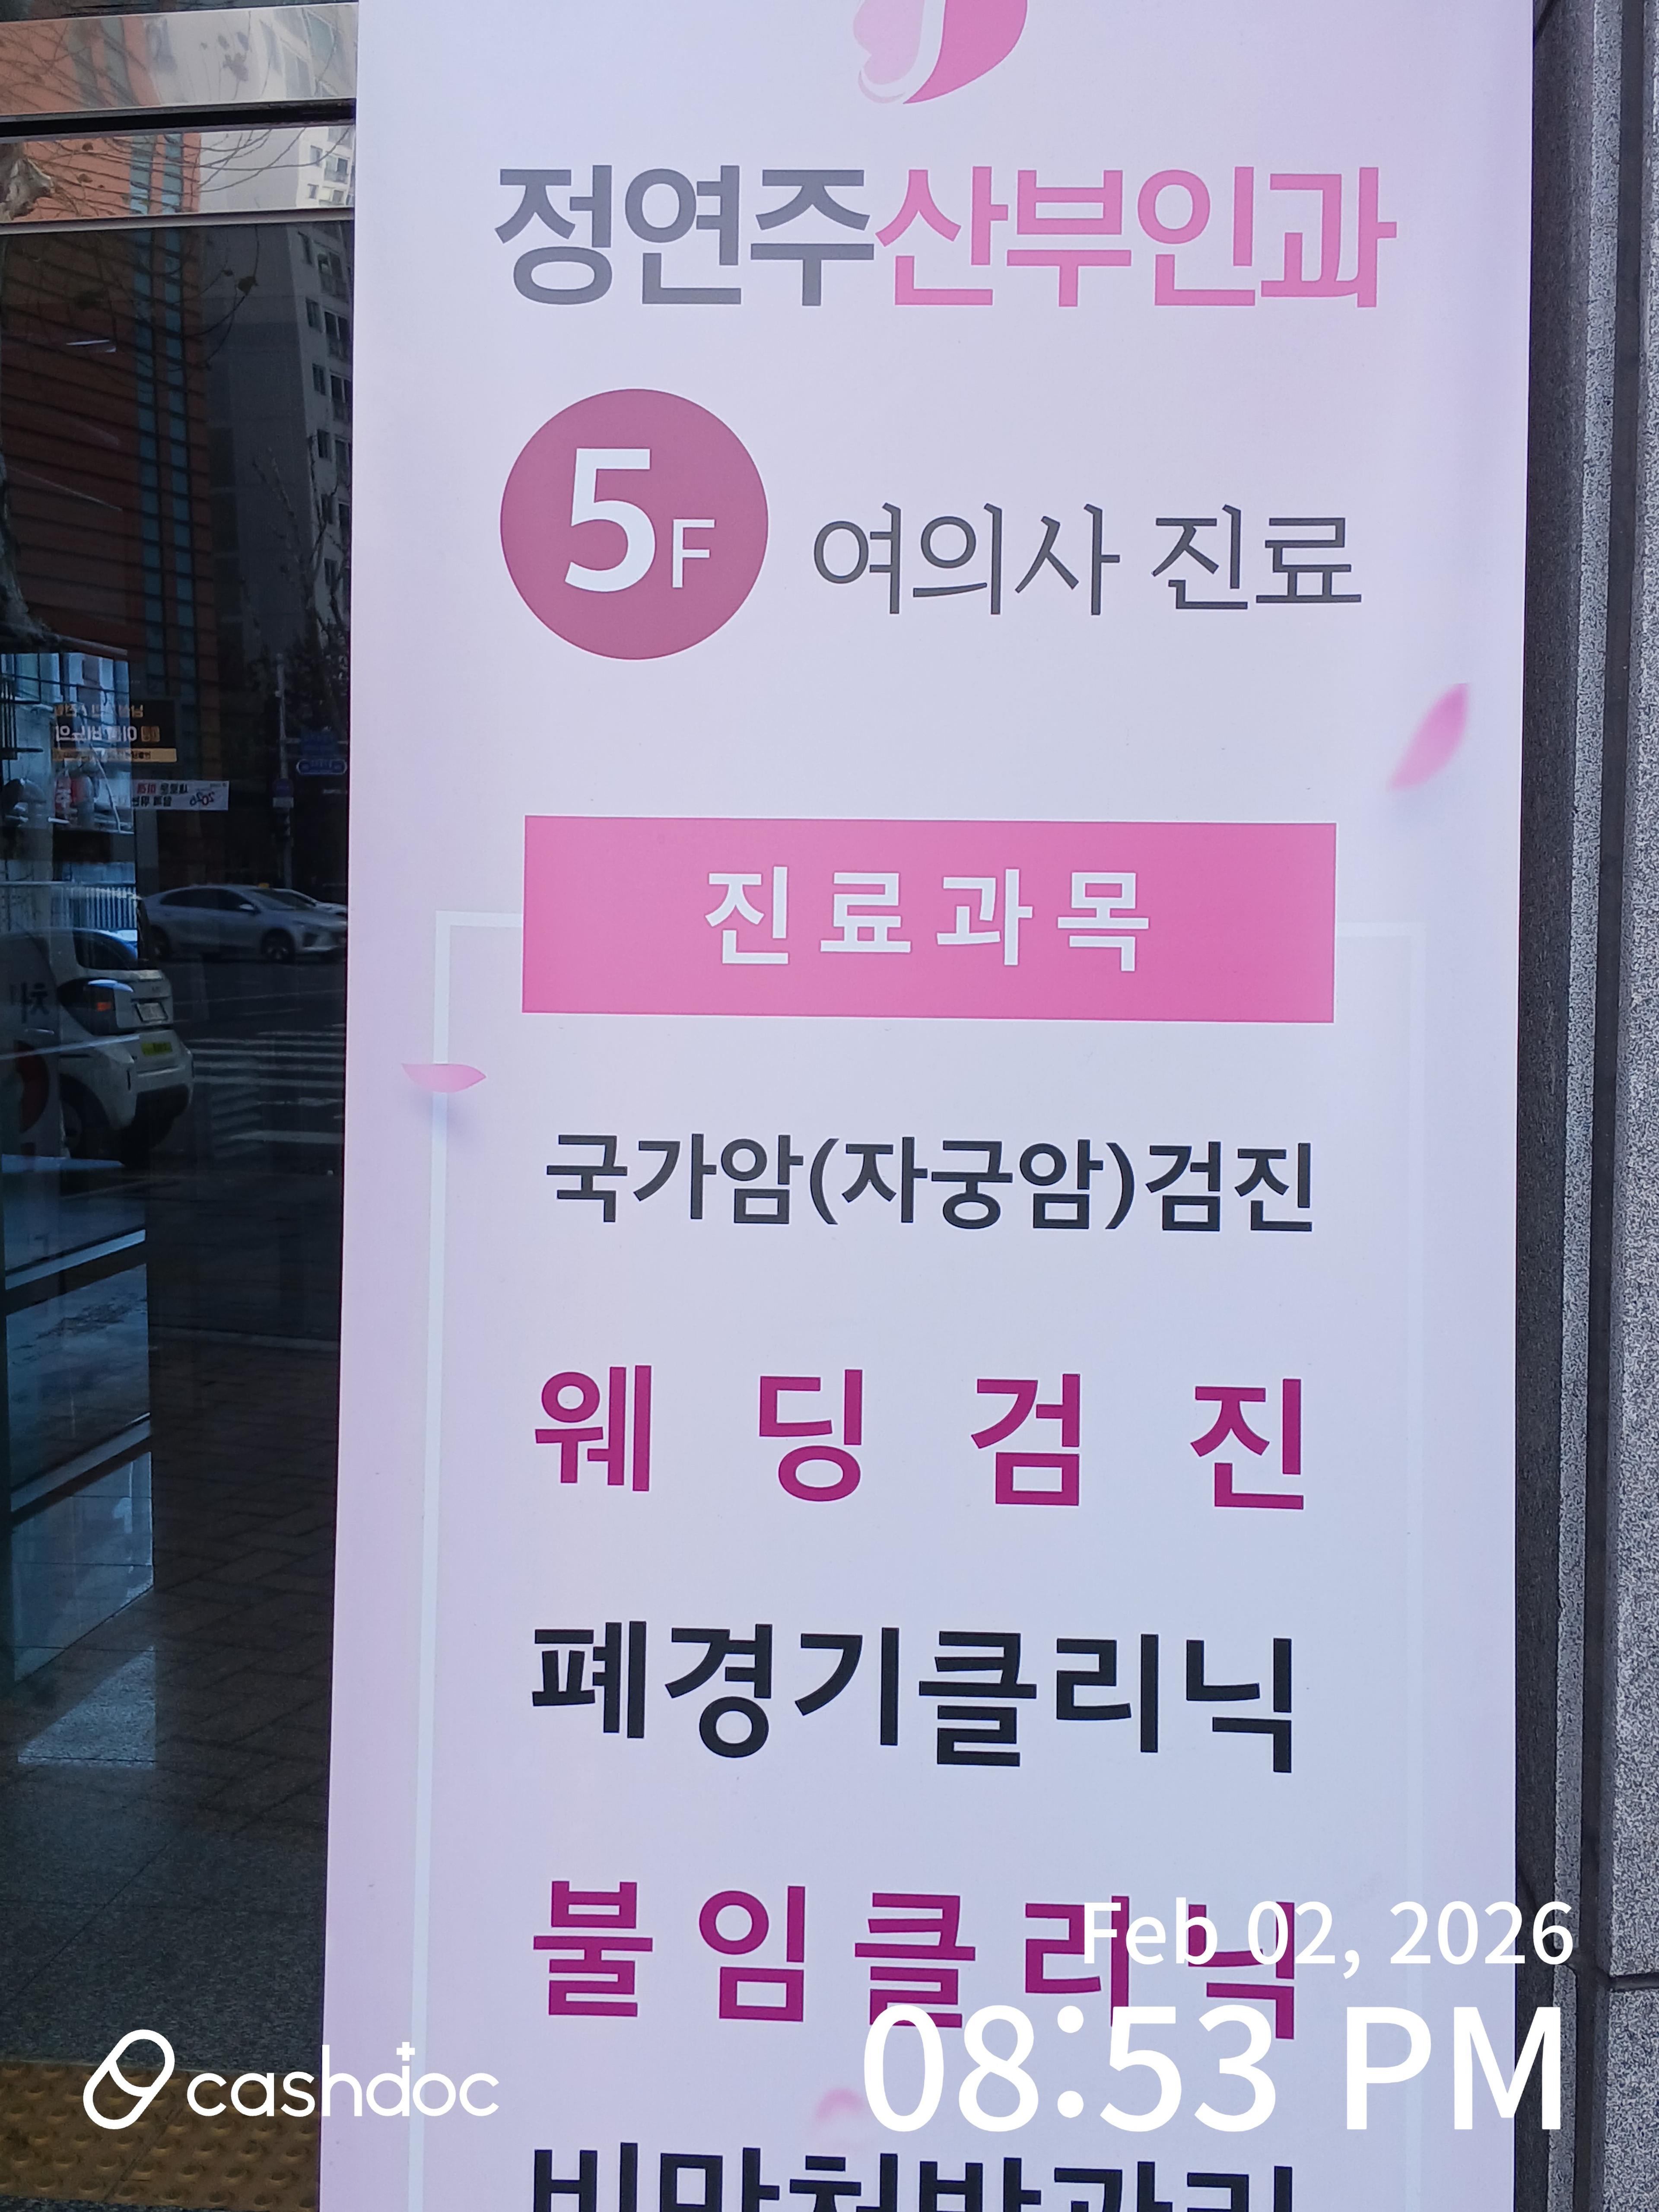 정연주산부인과
5F 여의사 진료
진료과목
국가암(자궁암)검진
웨딩검진
폐경기클리닉
불임클리닉
Feb 02, 2026
08:53 PM
cashdoc